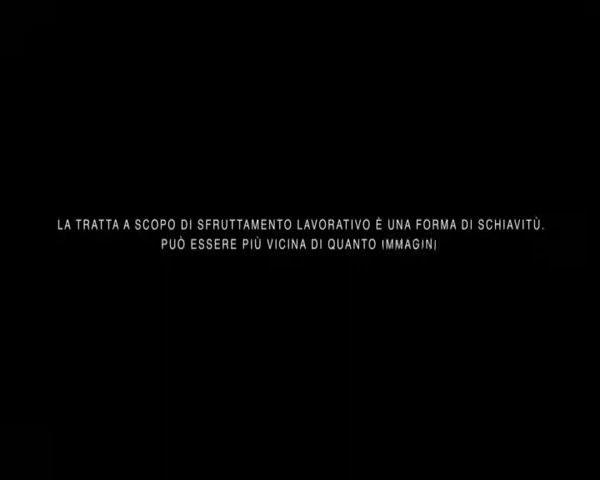 LA TRATTA A SCOPO DI SFRUTTAMENTO LAVORATIVO È UNA FORMA DI SCHIAVITÙ.
PUÒ ESSERE PIÙ VICINA DI QUANTO IMMAGINI